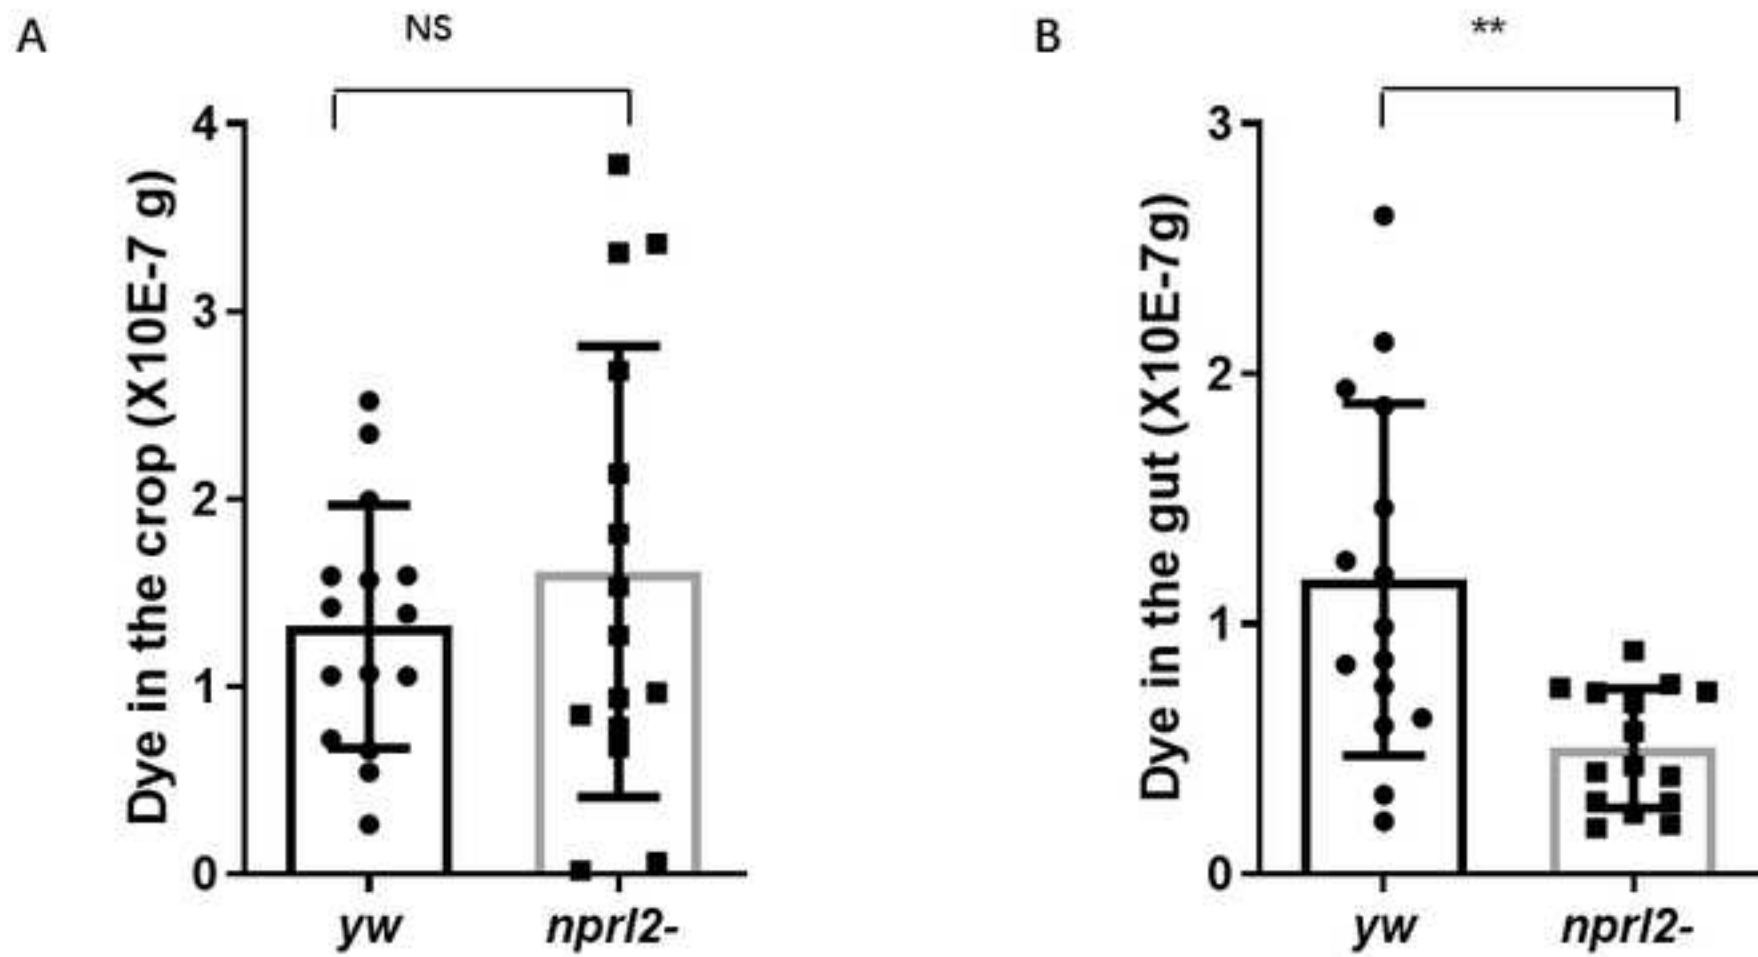 A
NS
Dye in the crop (X10E-7 g)
4
3
2
1
0
yw nprl2-
B
**
Dye in the gut (X10E-7g)
3
2
1
0
yw nprl2-